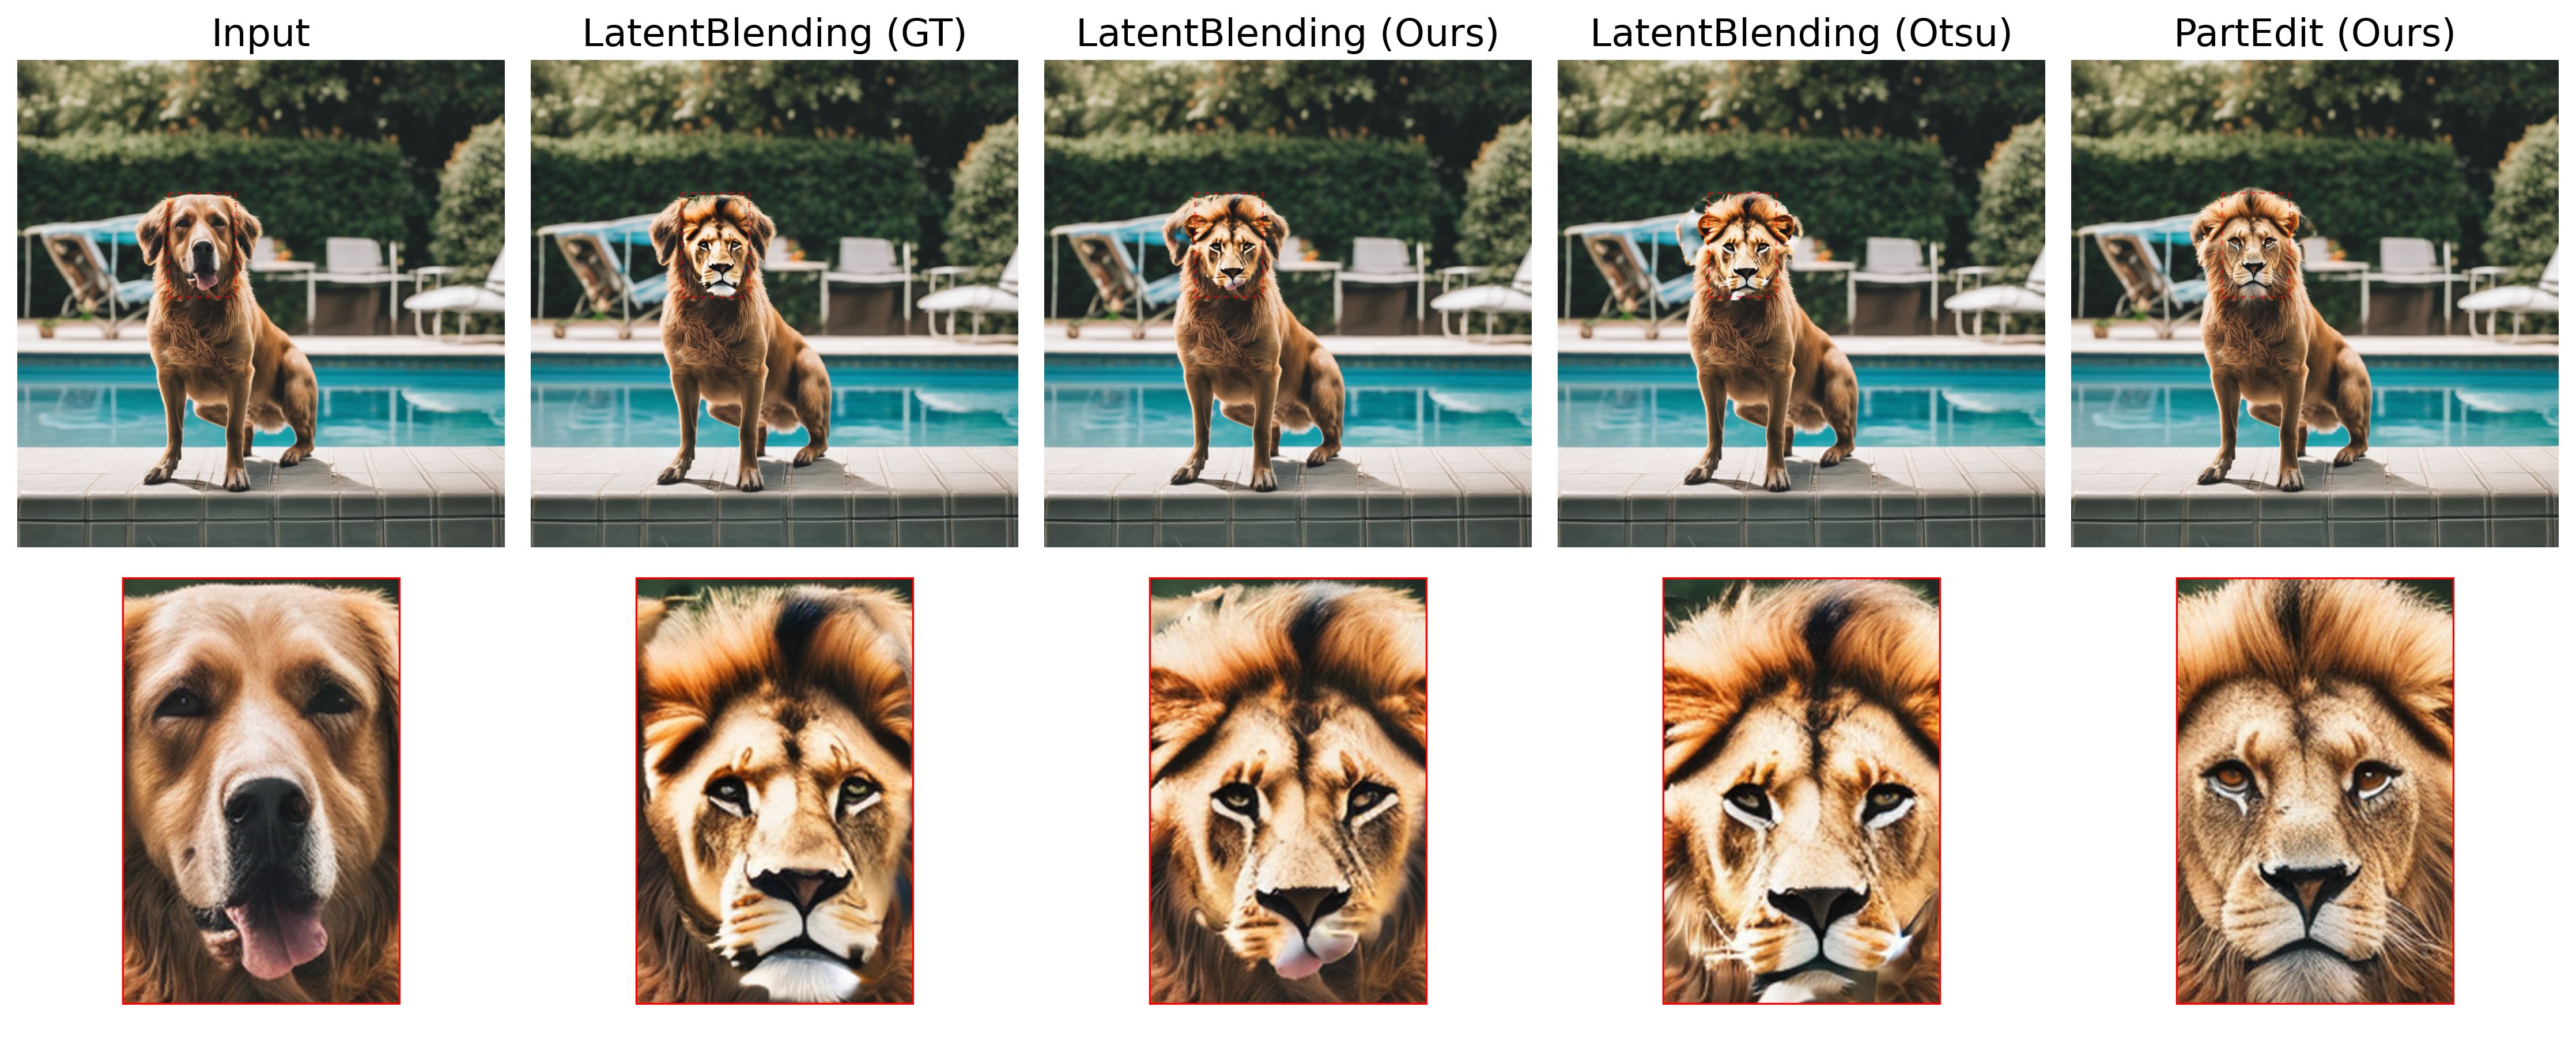 Input
LatentBlending (GT)
LatentBlending (Ours)
LatentBlending (Otsu)
PartEdit (Ours)